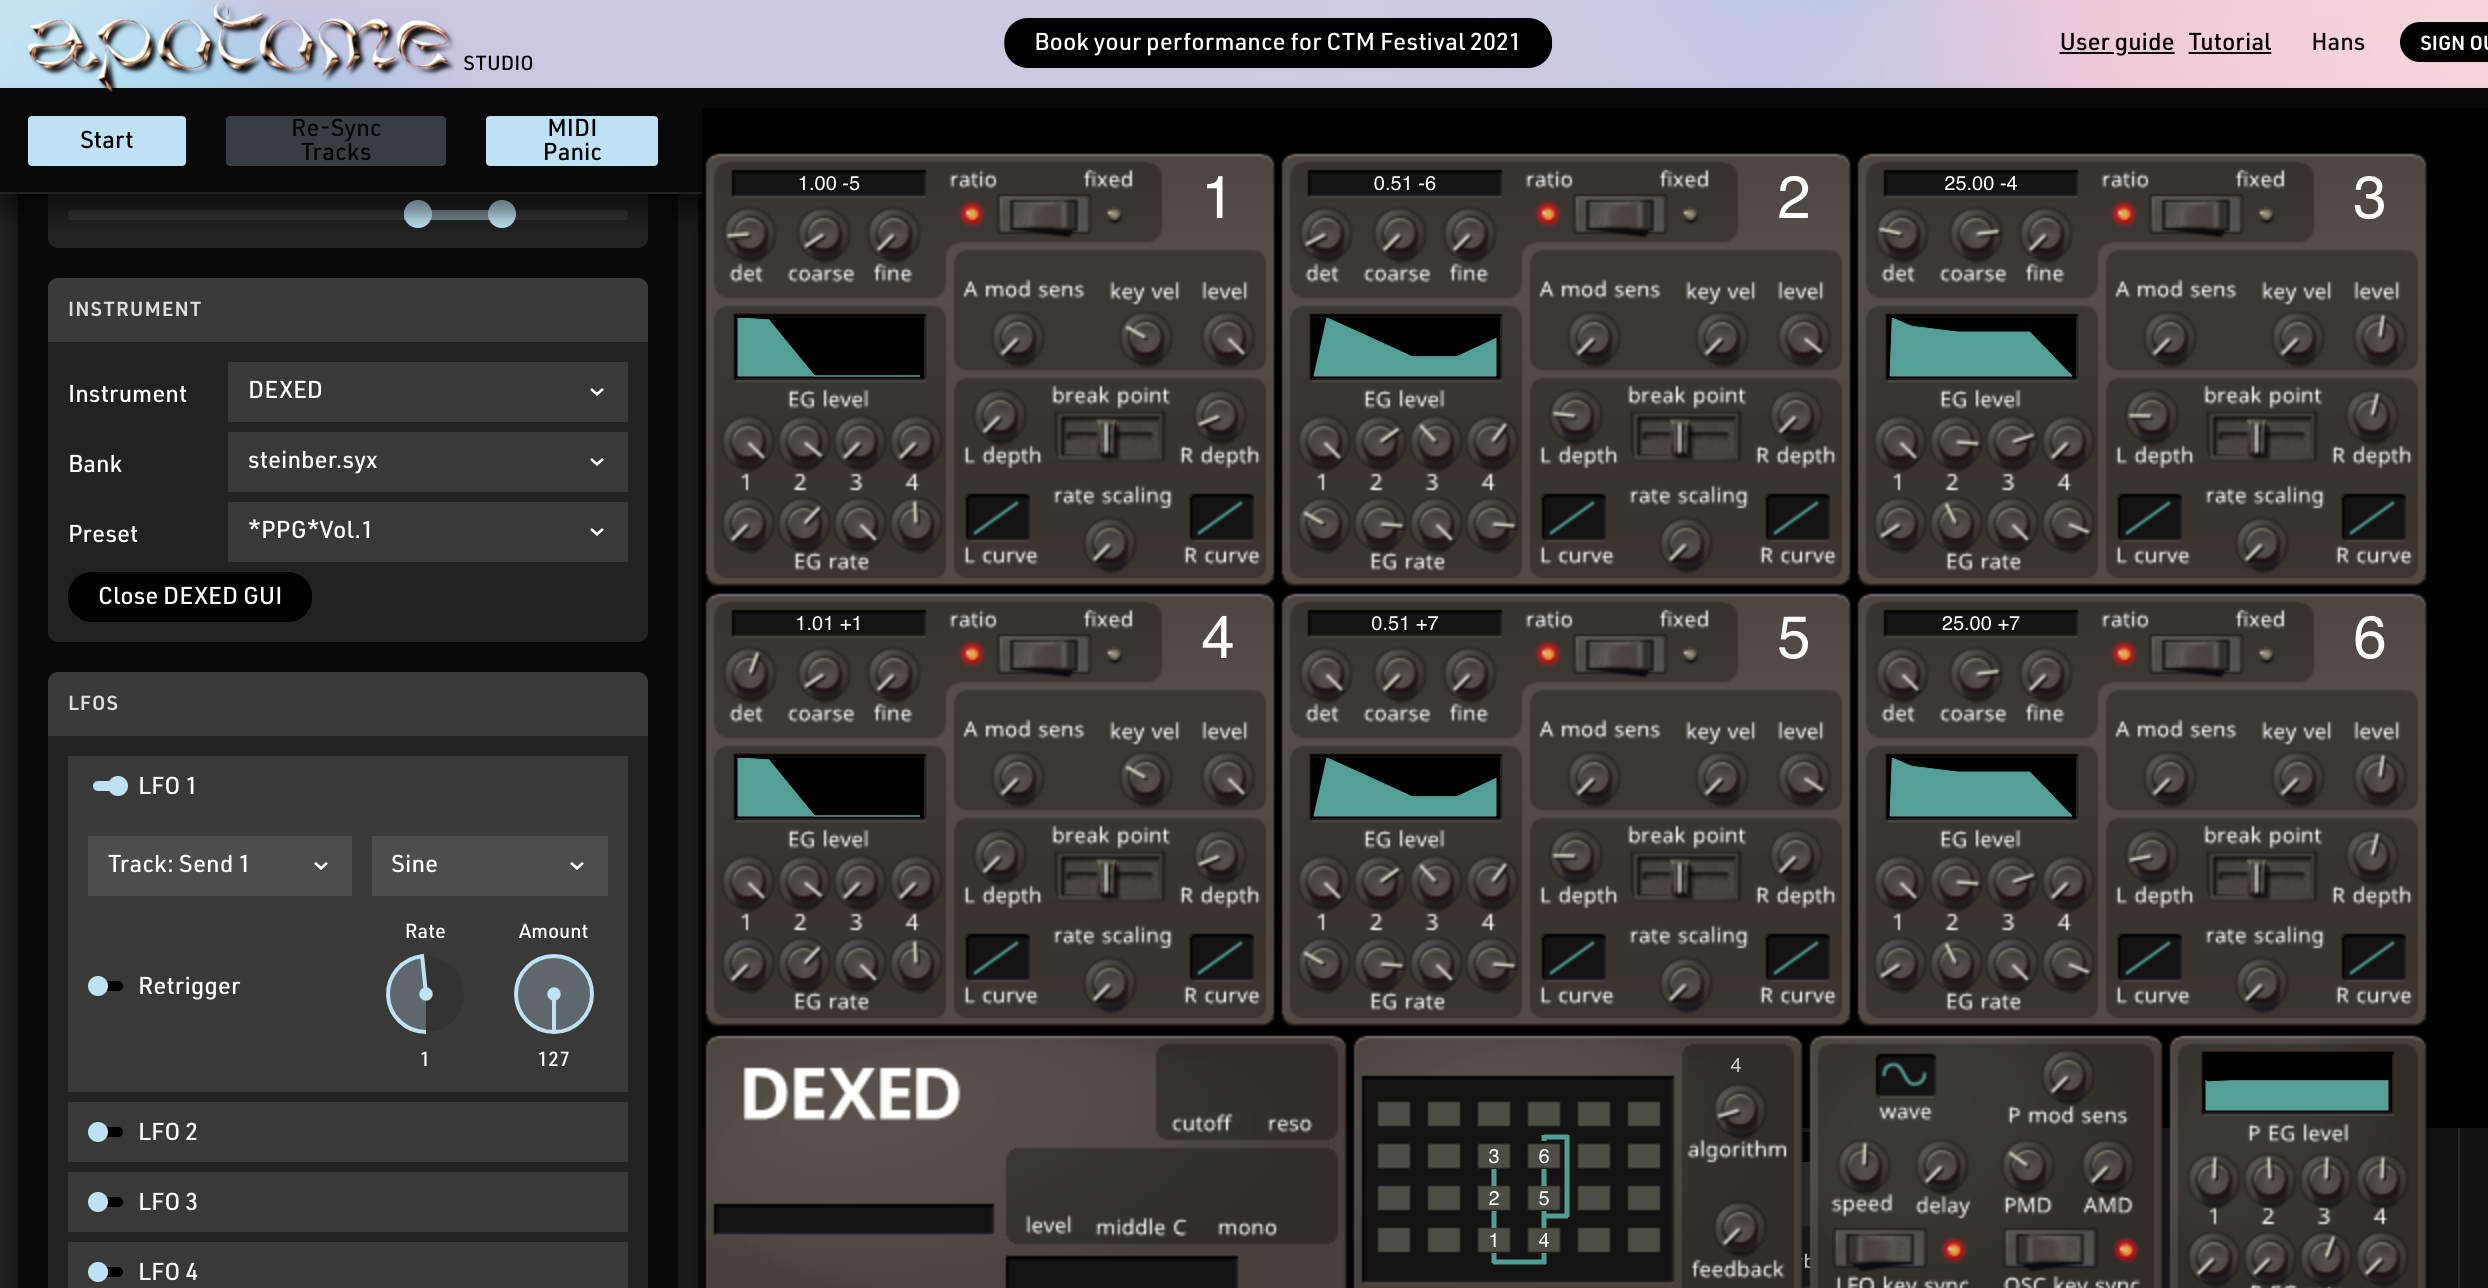 apotome STUDIO
Book your performance for CTM Festival 2021
User guide Tutorial Hans SIGN OU
Start
Re-Sync
Tracks
MIDI
Panic
INSTRUMENT
Instrument DEXED
Bank steinber.syx
Preset *PPG*Vol.1
Close DEXED GUI
LFOS
LFO 1
Track: Send 1 Sine
Rate Amount
Retrigger
1 127
LFO 2
LFO 3
LFO 4
1.00 -5 ratio fixed 1
det coarse fine
A mod sens key vel level
EG level break point
L depth R depth
1 2 3 4
rate scaling
EG rate L curve R curve
0.51 -6 ratio fixed 2
det coarse fine
A mod sens key vel level
EG level break point
L depth R depth
1 2 3 4
rate scaling
EG rate L curve R curve
25.00 -4 ratio fixed 3
det coarse fine
A mod sens key vel level
EG level break point
L depth R depth
1 2 3 4
rate scaling
EG rate L curve R curve
1.01 +1 ratio fixed 4
det coarse fine
A mod sens key vel level
EG level break point
L depth R depth
1 2 3 4
rate scaling
EG rate L curve R curve
0.51 +7 ratio fixed 5
det coarse fine
A mod sens key vel level
EG level break point
L depth R depth
1 2 3 4
rate scaling
EG rate L curve R curve
25.00 +7 ratio fixed 6
det coarse fine
A mod sens key vel level
EG level break point
L depth R depth
1 2 3 4
rate scaling
EG rate L curve R curve
DEXED
cutoff reso
level middle C mono
3 6
2 5
1 4
4
algorithm
feedback
wave P mod sens
speed delay PMD AMD
LFO key sync OSC key sync
P EG level
1 2 3 4